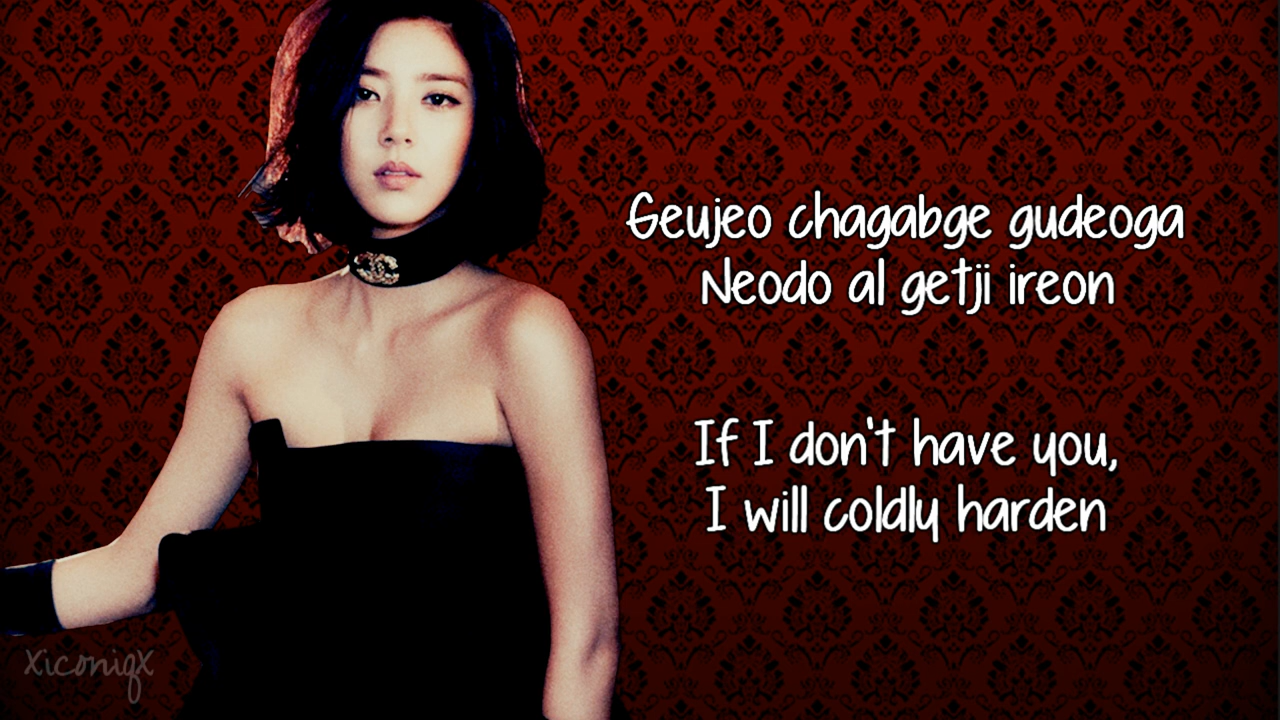 Geujeo chagabge gudeoga
Neodo al getji ireon
If I don't have you,
I will coldly harden
Xiconiqx